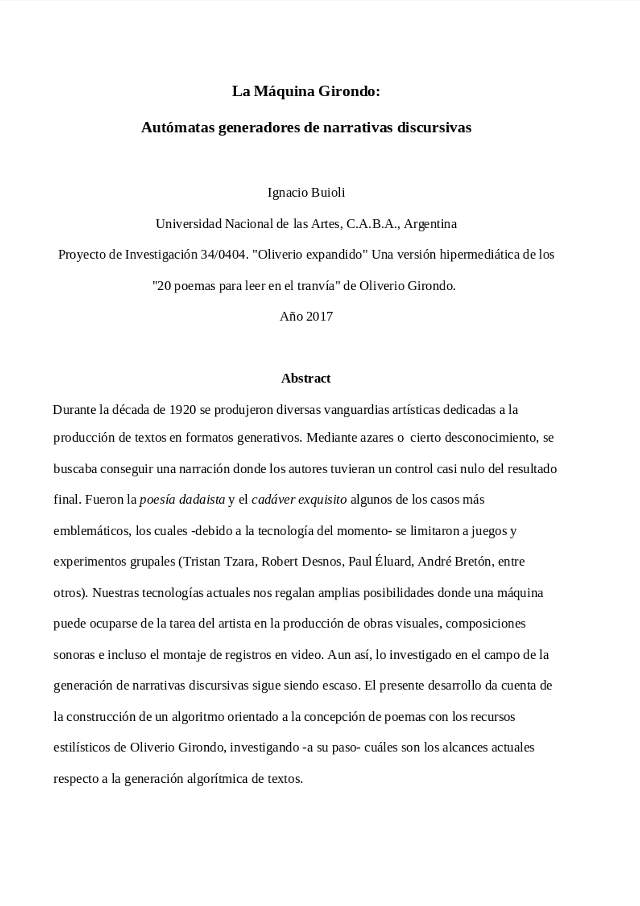 La Máquina Girondo:
Autómatas generadores de narrativas discursivas
Ignacio Buioli
Universidad Nacional de las Artes, C.A.B.A., Argentina
Proyecto de Investigación 34/0404. "Oliverio expandido" Una versión hipermediática de los
"20 poemas para leer en el tranvía" de Oliverio Girondo.
Año 2017
Abstract
Durante la década de 1920 se produjeron diversas vanguardias artísticas dedicadas a la
producción de textos en formatos generativos. Mediante azares o cierto desconocimiento, se
buscaba conseguir una narración donde los autores tuvieran un control casi nulo del resultado
final. Fueron la poesía dadaista y el cadáver exquisito algunos de los casos más
emblemáticos, los cuales -debido a la tecnología del momento- se limitaron a juegos y
experimentos grupales (Tristan Tzara, Robert Desnos, Paul Éluard, André Bretón, entre
otros). Nuestras tecnologías actuales nos regalan amplias posibilidades donde una máquina
puede ocuparse de la tarea del artista en la producción de obras visuales, composiciones
sonoras e incluso el montaje de registros en video. Aun así, lo investigado en el campo de la
generación de narrativas discursivas sigue siendo escaso. El presente desarrollo da cuenta de
la construcción de un algoritmo orientado a la concepción de poemas con los recursos
estilísticos de Oliverio Girondo, investigando -a su paso- cuáles son los alcances actuales
respecto a la generación algorítmica de textos.